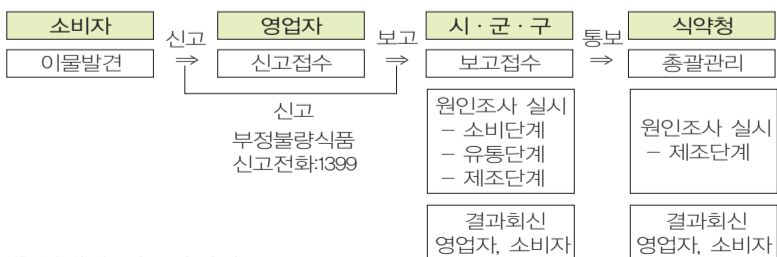 소비자
신고
영업자
보고
시·군·구
통보
식약청
이물발견
⇒
신고접수
⇒
보고접수
⇒
총괄관리
신고
부정불량식품
신고전화:1399
원인조사 실시
– 소비단계
– 유통단계
– 제조단계
원인조사 실시
– 제조단계
결과회신
영업자, 소비자
결과회신
영업자, 소비자